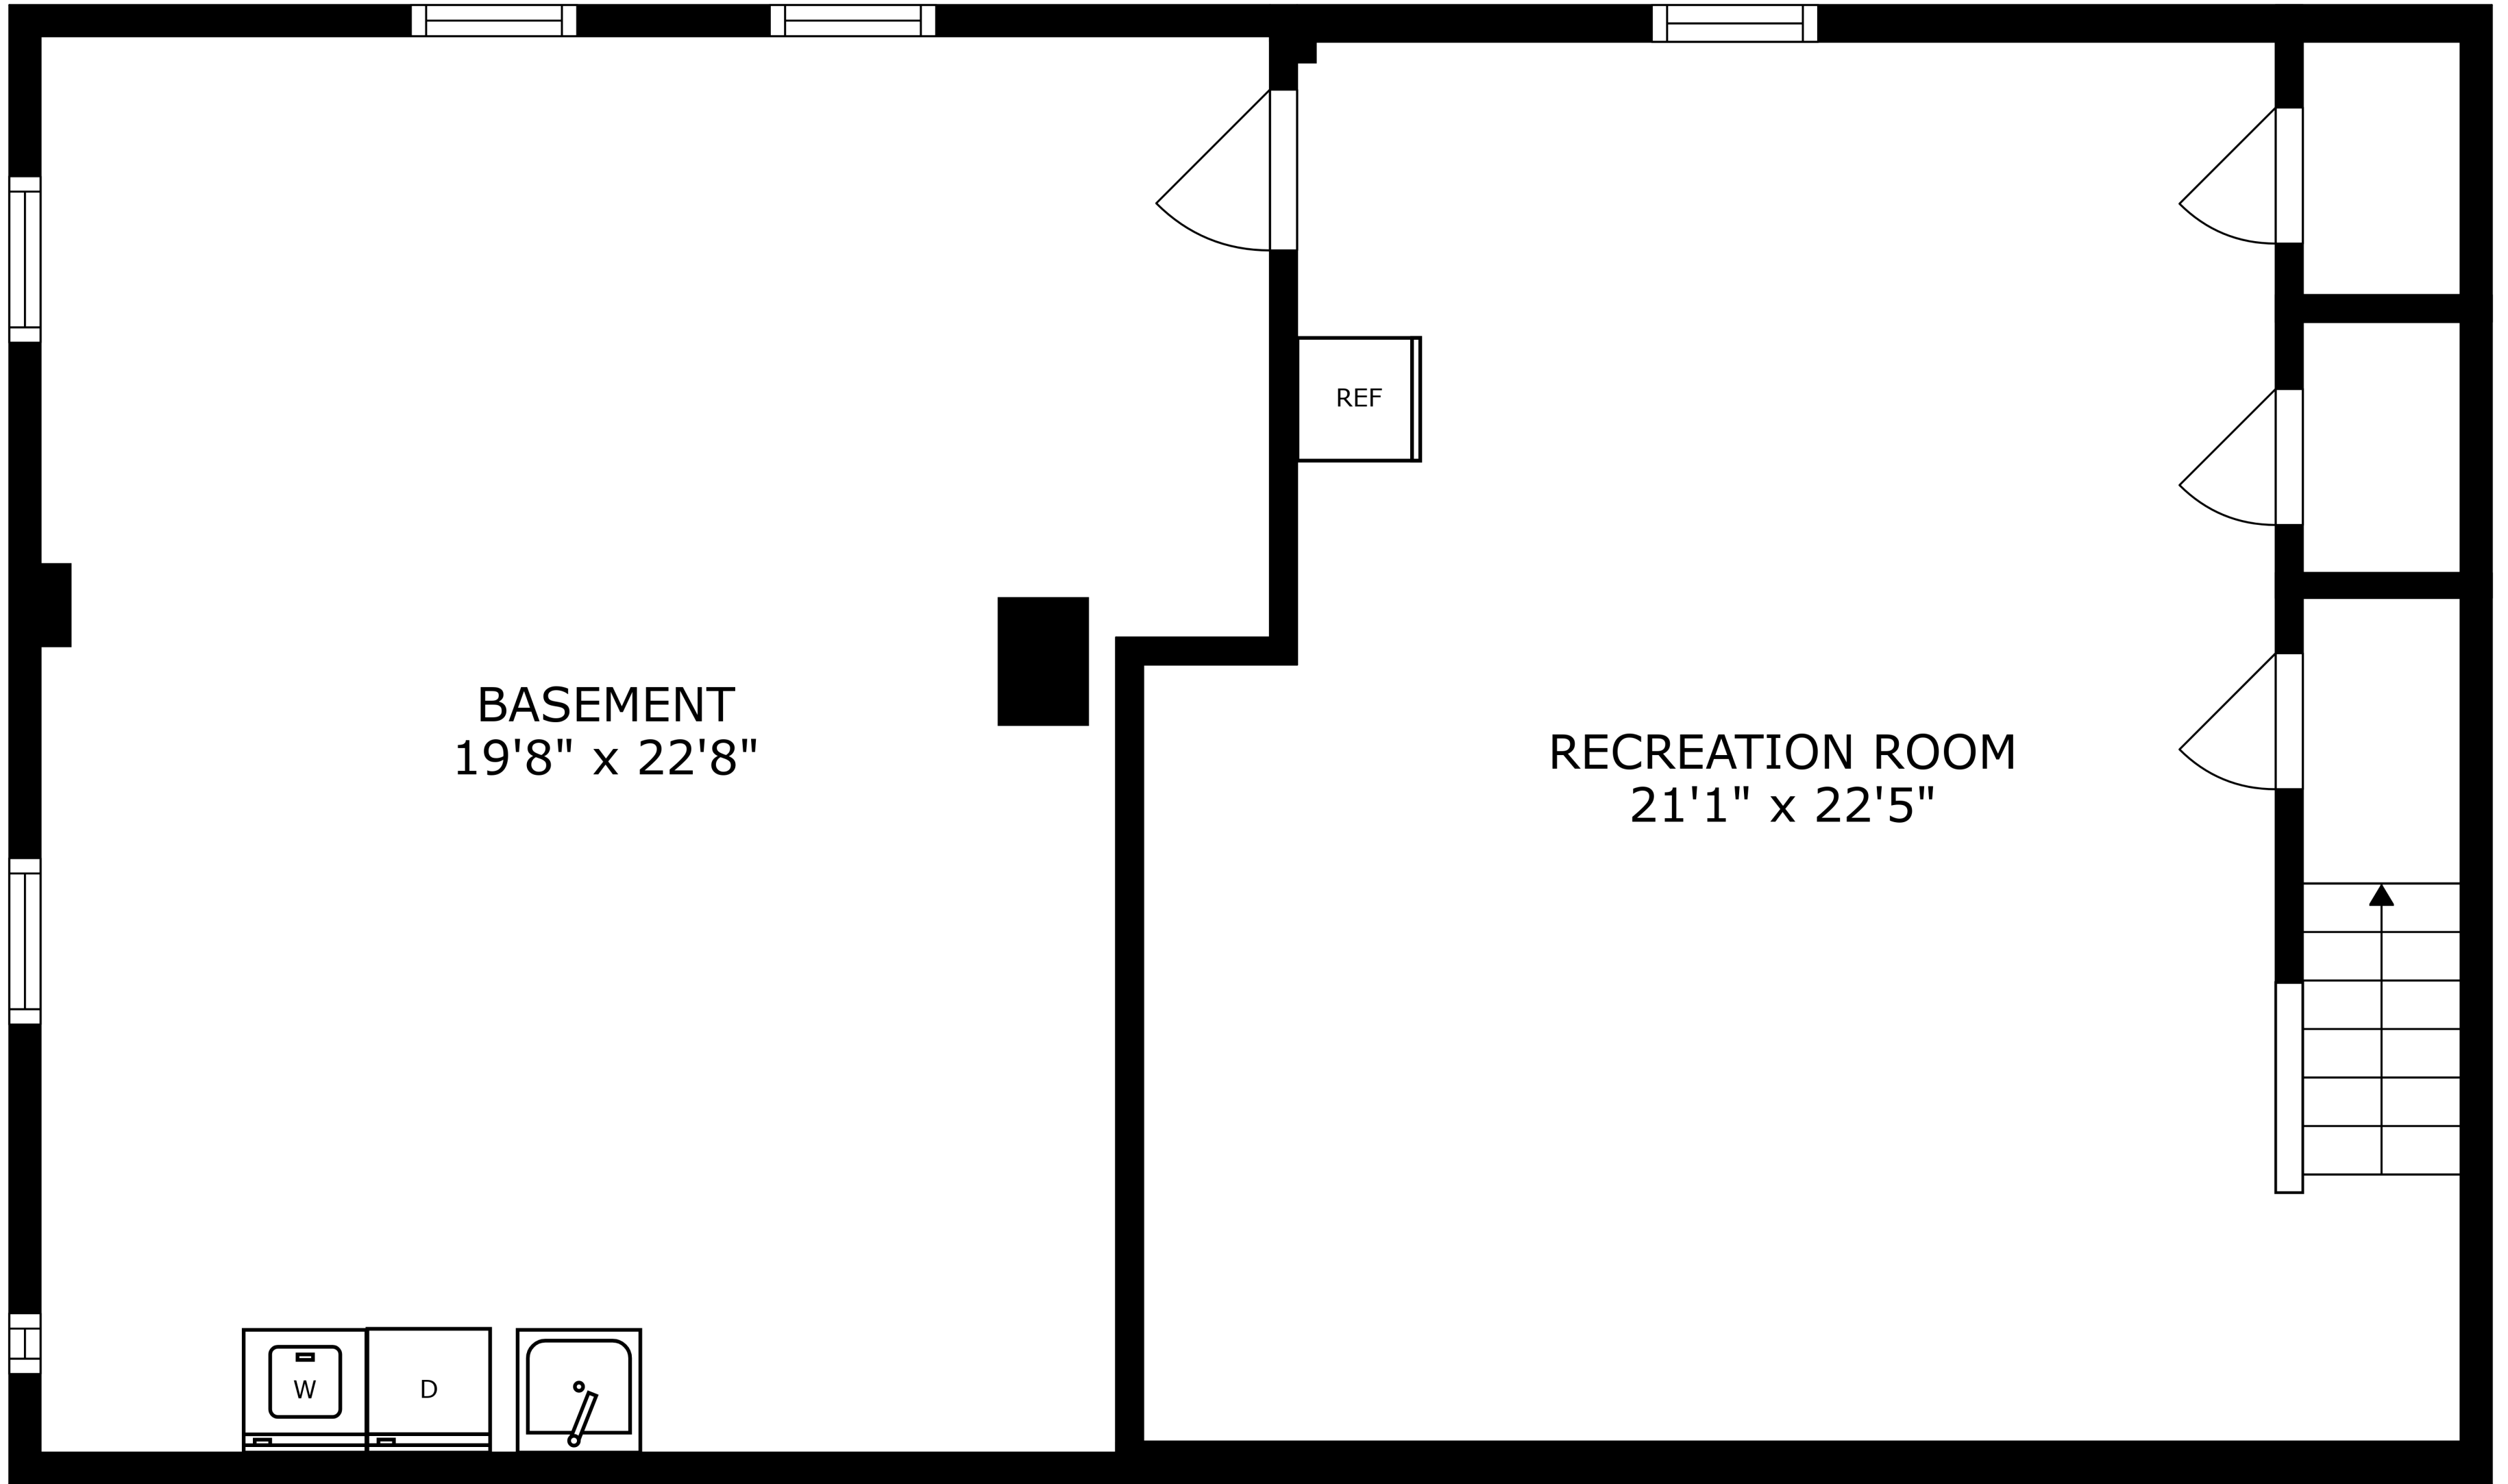 REF
BASEMENT
19'8" x 22'8"
RECREATION ROOM
21'1" x 22'5"
W
D